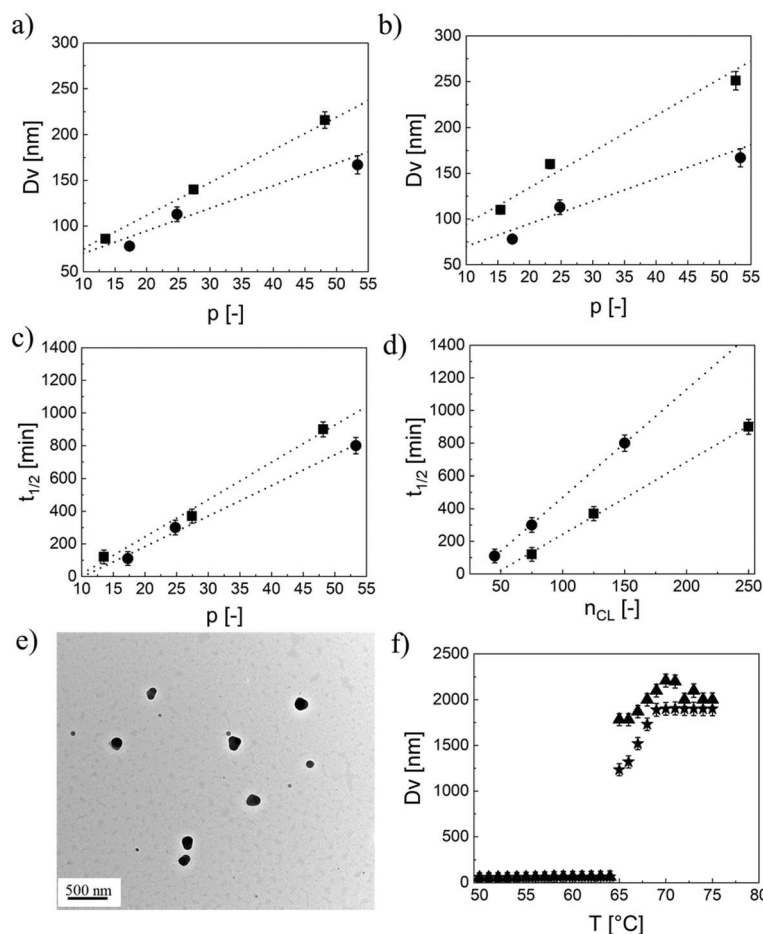 a)
300
250
200
150
100
50
Dv [nm]
10 15 20 25 30 35 40 45 50 55
p [-]
b)
300
250
200
150
100
50
Dv [nm]
10 15 20 25 30 35 40 45 50 55
p [-]
c)
1400
1200
1000
800
600
400
200
0
t1/2 [min]
10 15 20 25 30 35 40 45 50 55
p [-]
d)
1400
1200
1000
800
600
400
200
0
t1/2 [min]
50 100 150 200 250
nCL [-]
e)
500 nm
f)
2500
2000
1500
1000
500
0
Dv [nm]
50 55 60 65 70 75 80
T [°C]